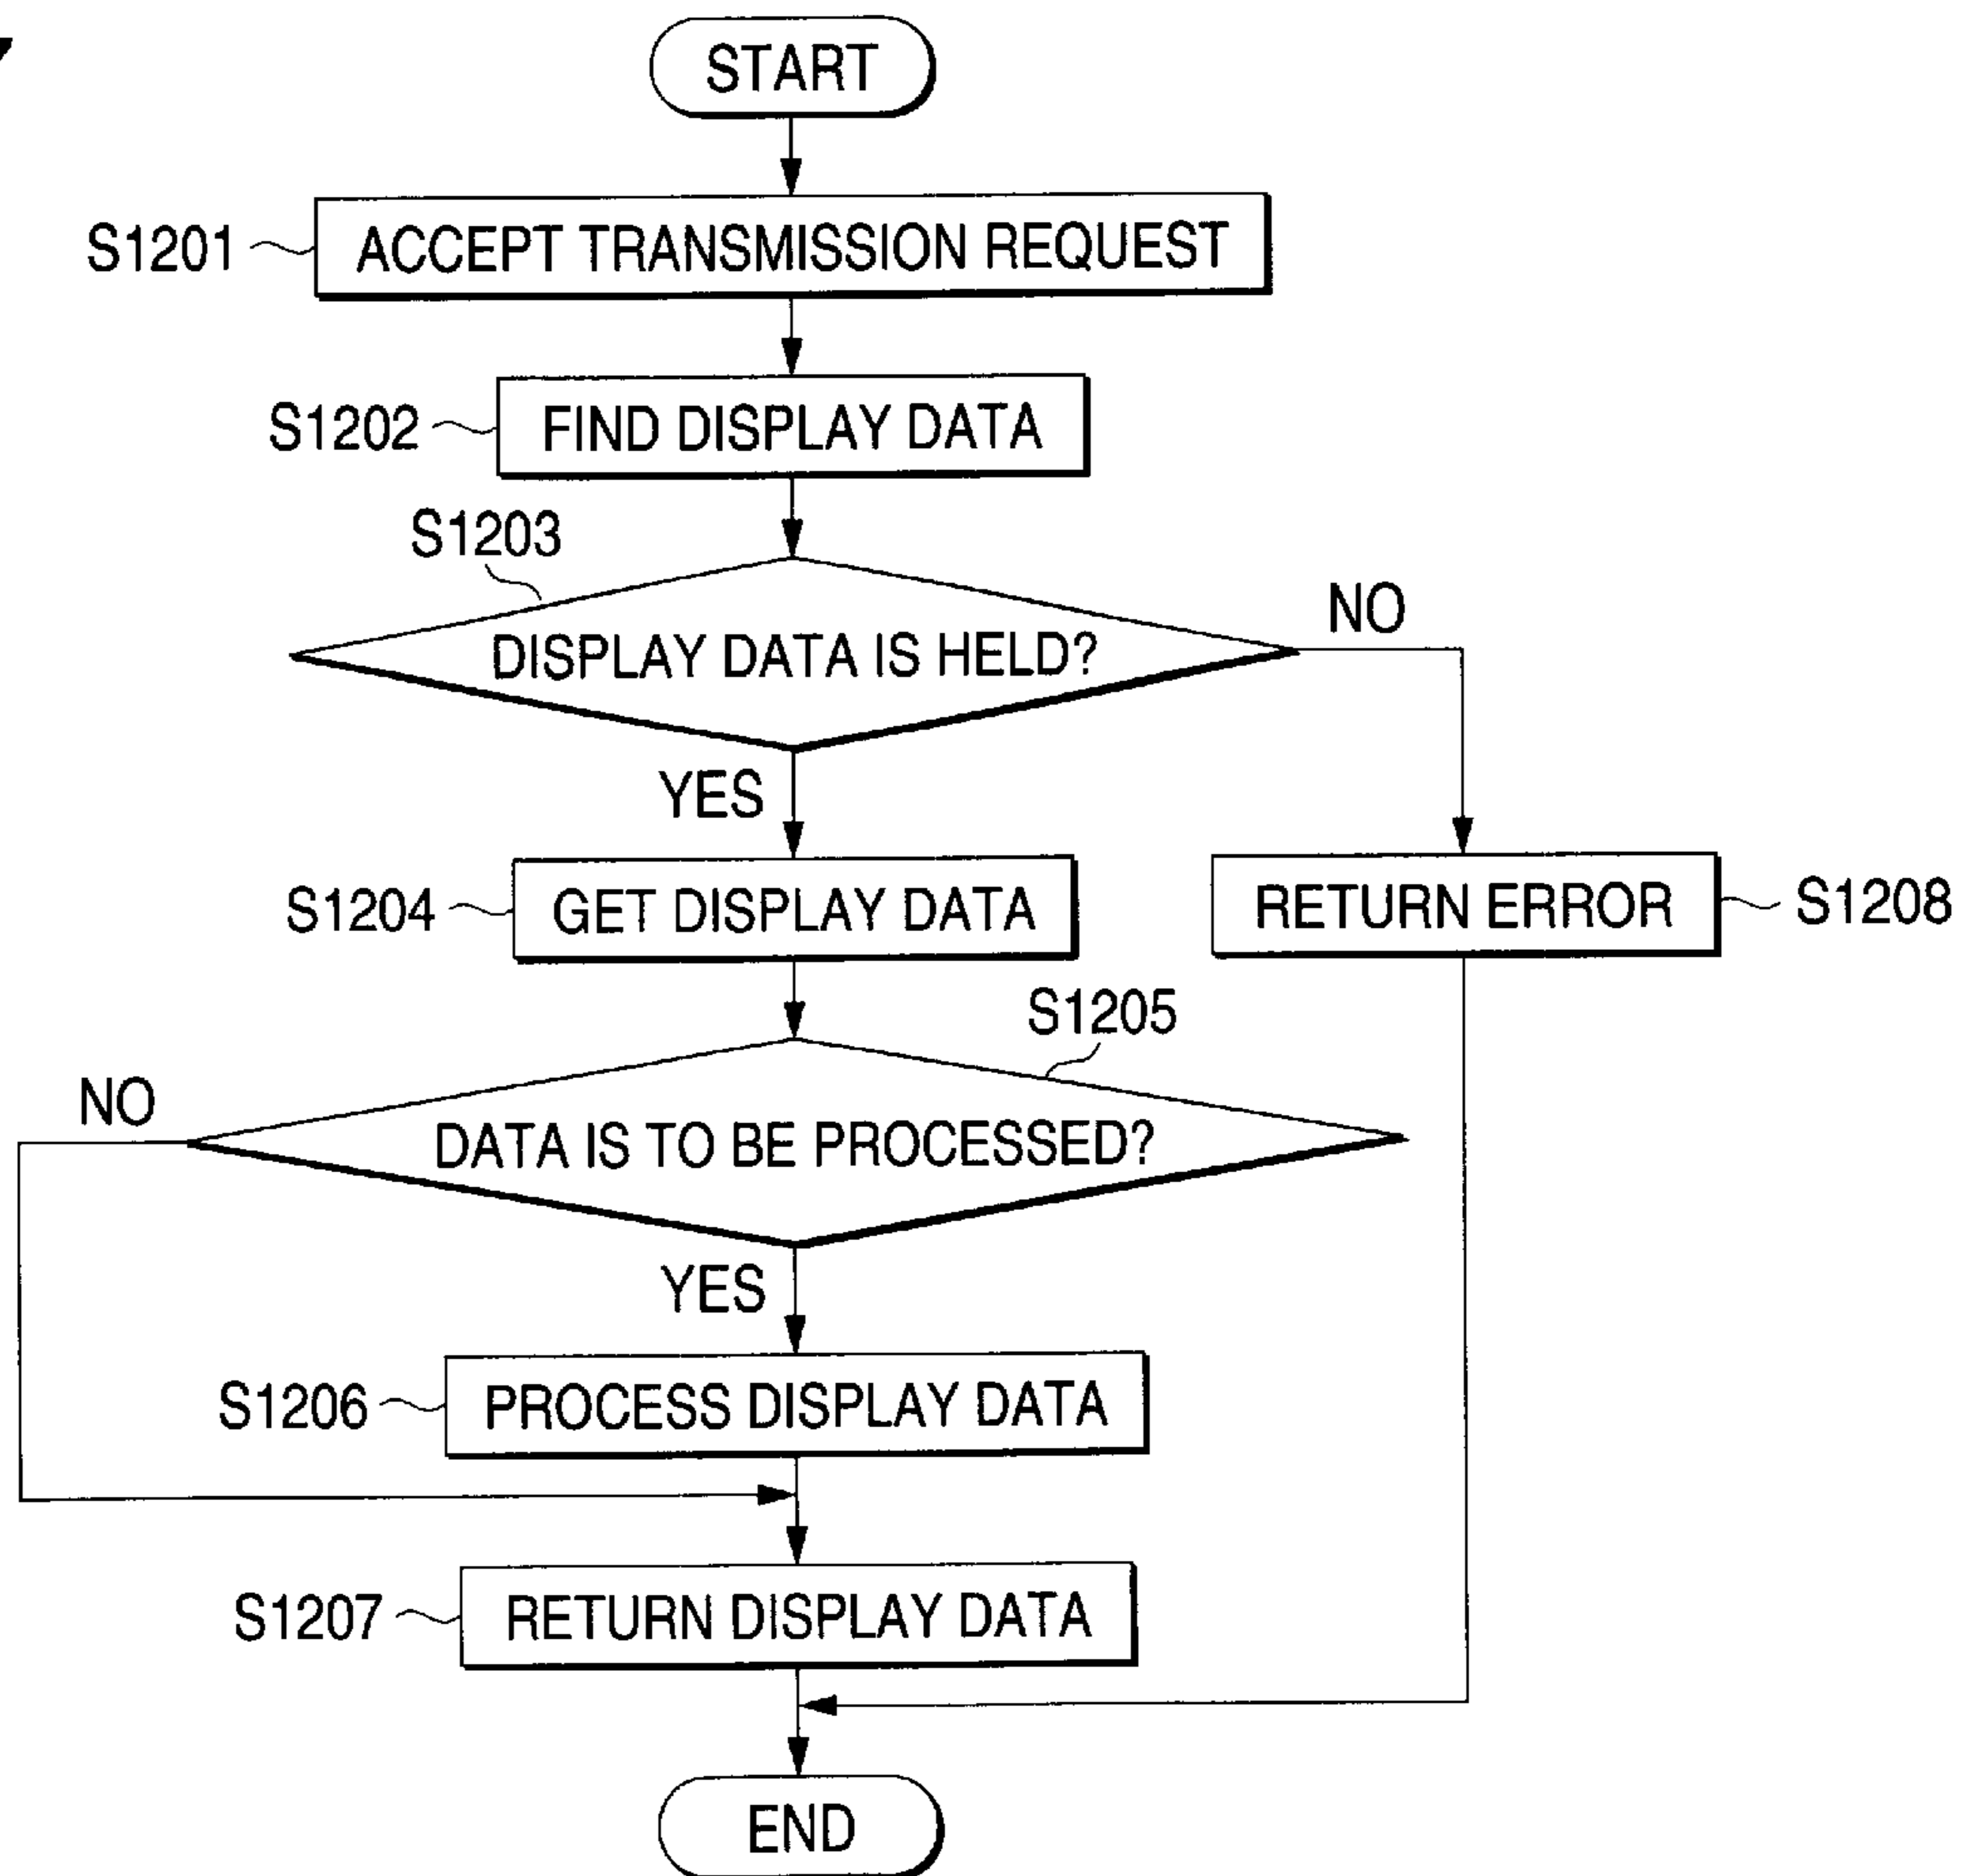 START
S1201
ACCEPT TRANSMISSION REQUEST
S1202
FIND DISPLAY DATA
S1203
DISPLAY DATA IS HELD?
NO
YES
S1204
GET DISPLAY DATA
RETURN ERROR
S1208
S1205
NO
DATA IS TO BE PROCESSED?
YES
S1206
PROCESS DISPLAY DATA
S1207
RETURN DISPLAY DATA
END